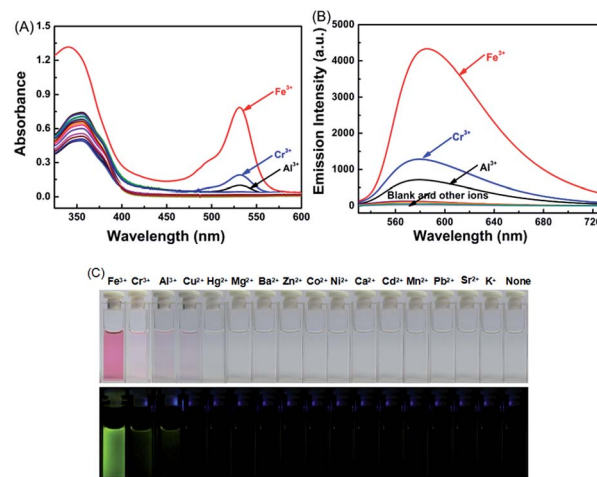 (A)
Absorbance
1.5
1.2
0.9
0.6
0.3
0.0
Fe³⁺
Cr³⁺
Al³⁺
350 400 450 500 550 600
Wavelength (nm)
(B)
Emission Intensity (a.u.)
5000
4000
3000
2000
1000
0
Fe³⁺
Cr³⁺
Al³⁺
Blank and other ions
560 600 640 680 720
Wavelength (nm)
(C)
Fe³⁺ Cr³⁺ Al³⁺ Cu²⁺ Hg²⁺ Mg²⁺ Ba²⁺ Zn²⁺ Co²⁺ Ni²⁺ Ca²⁺ Cd²⁺ Mn²⁺ Pb²⁺ Sr²⁺ K⁺ None